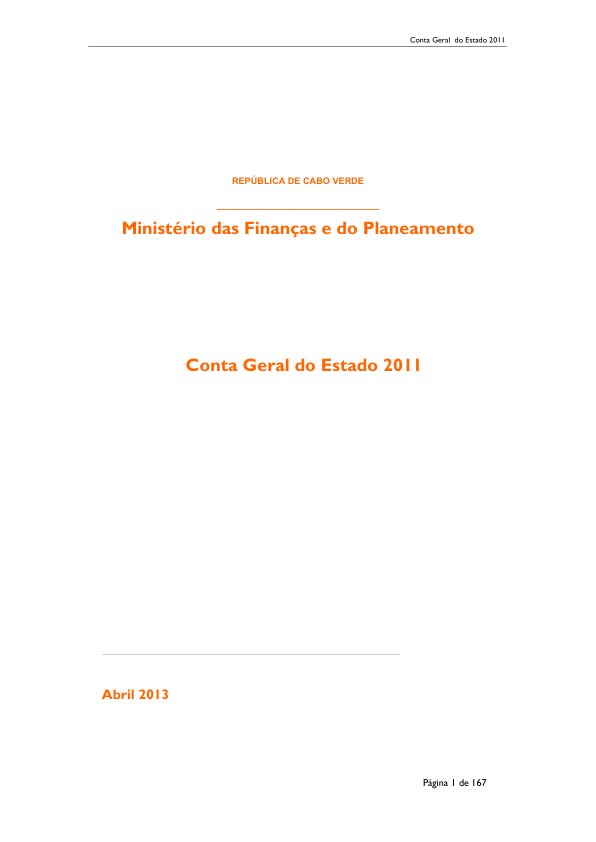 Conta Geral do Estado 2011
REPÚBLICA DE CABO VERDE
Ministério das Finanças e do Planeamento
Conta Geral do Estado 2011
Abril 2013
Página 1 de 167